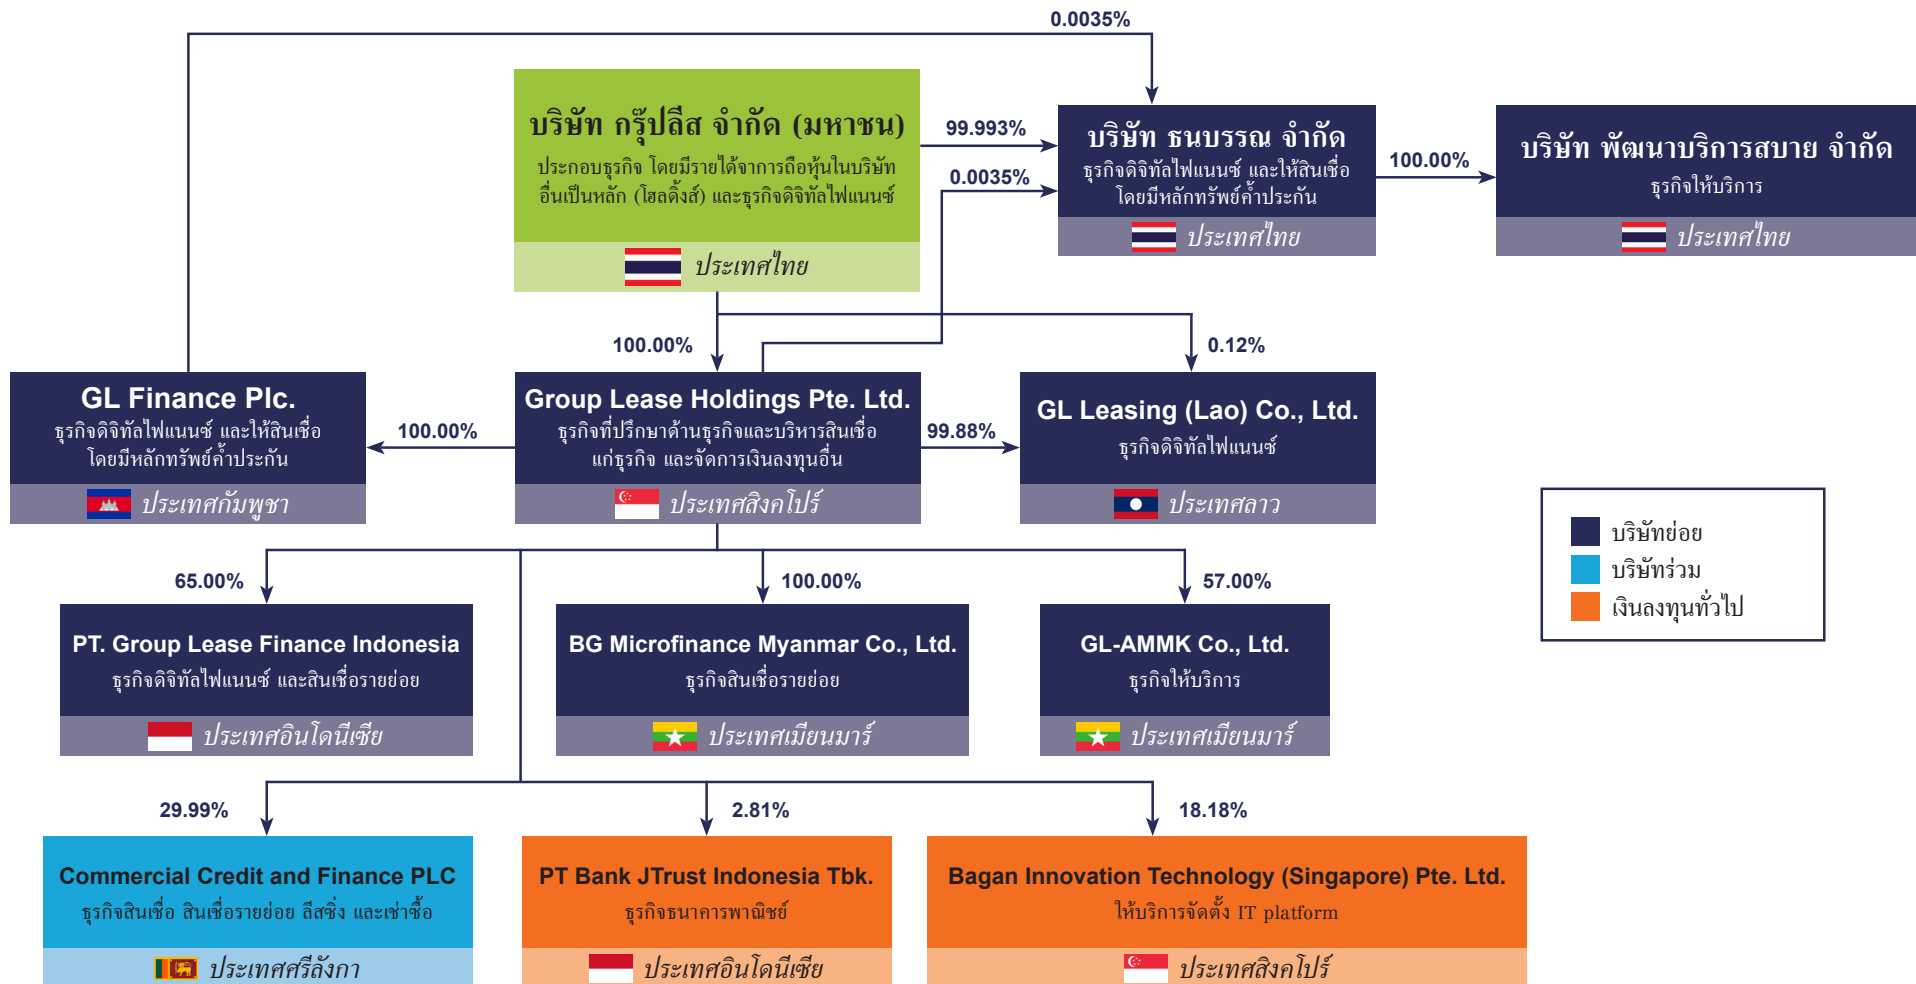 0.0035%
บริษัท กรุ๊ปลีส จำกัด (มหาชน)
ประกอบธุรกิจ โดยมีรายได้จาการถือหุ้นในบริษัท
อื่นเป็นหลัก (โฮลดิ้งส์) และธุรกิจดิจิทัลไฟแนนซ์
ประเทศไทย
99.993%
0.0035%
บริษัท ธนบรรณ จำกัด
ธุรกิจดิจิทัลไฟแนนซ์ และให้สินเชื่อ
โดยมีหลักทรัพย์ค้ำประกัน
ประเทศไทย
100.00%
บริษัท พัฒนาบริการสบาย จำกัด
ธุรกิจให้บริการ
ประเทศไทย
100.00%
0.12%
GL Finance Plc.
ธุรกิจดิจิทัลไฟแนนซ์ และให้สินเชื่อ
โดยมีหลักทรัพย์ค้ำประกัน
ประเทศกัมพูชา
100.00%
Group Lease Holdings Pte. Ltd.
ธุรกิจที่ปรึกษาด้านธุรกิจและบริหารสินเชื่อ
แก่ธุรกิจ และจัดการเงินลงทุนอื่น
ประเทศสิงคโปร์
99.88%
GL Leasing (Lao) Co., Ltd.
ธุรกิจดิจิทัลไฟแนนซ์
ประเทศลาว
บริษัทย่อย
บริษัทร่วม
เงินลงทุนทั่วไป
65.00%
100.00%
57.00%
PT. Group Lease Finance Indonesia
ธุรกิจดิจิทัลไฟแนนซ์ และสินเชื่อรายย่อย
ประเทศอินโดนีเซีย
BG Microfinance Myanmar Co., Ltd.
ธุรกิจสินเชื่อรายย่อย
ประเทศเมียนมาร์
GL-AMMK Co., Ltd.
ธุรกิจให้บริการ
ประเทศเมียนมาร์
29.99%
2.81%
18.18%
Commercial Credit and Finance PLC
ธุรกิจสินเชื่อ สินเชื่อรายย่อย ลีสซิ่ง และเช่าซื้อ
ประเทศศรีลังกา
PT Bank JTrust Indonesia Tbk.
ธุรกิจธนาคารพาณิชย์
ประเทศอินโดนีเซีย
Bagan Innovation Technology (Singapore) Pte. Ltd.
ให้บริการจัดตั้ง IT platform
ประเทศสิงคโปร์